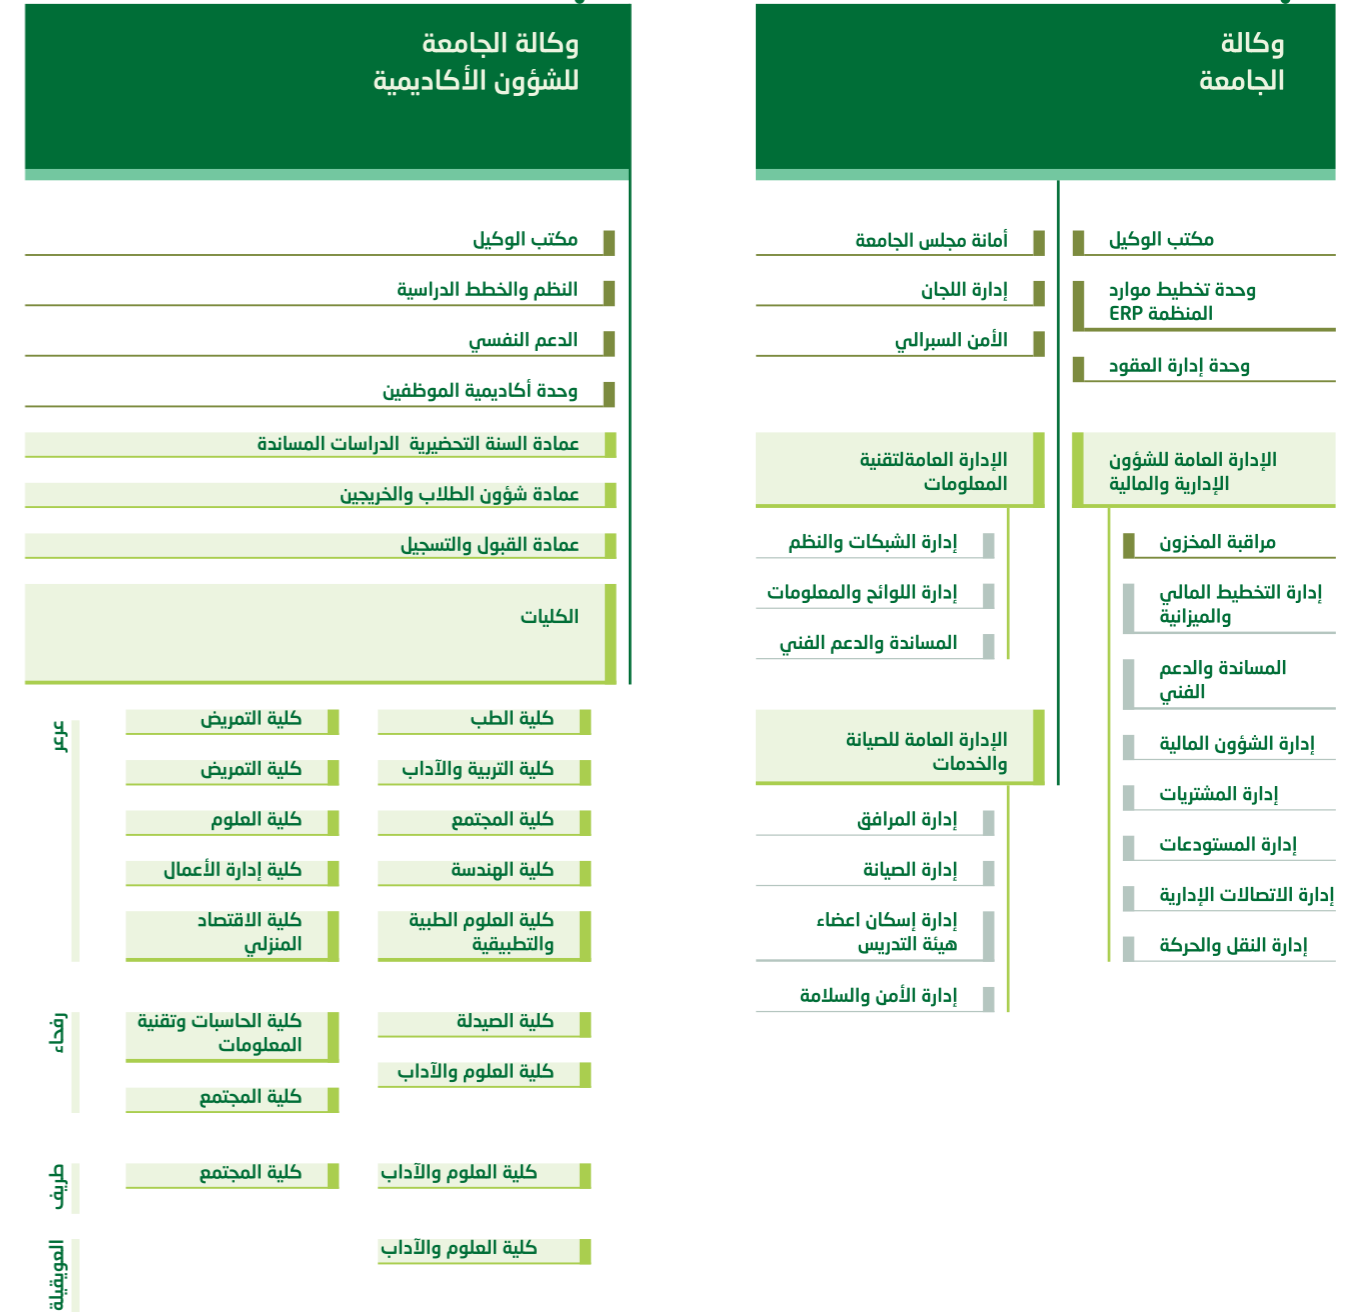 وكالة
الجامعة
مكتب الوكيل
وحدة تخطيط موارد
المنظمة ERP
وحدة إدارة العقود
أمانة مجلس الجامعة
إدارة اللجان
الأمن السبرالي
الإدارة العامة للشؤون
الإدارية والمالية
مراقبة المخزون
إدارة التخطيط المالي
والميزانية
المساندة والدعم
الفني
إدارة الشؤون المالية
إدارة المشتريات
إدارة المستودعات
إدارة الاتصالات الإدارية
إدارة النقل والحركة
الإدارة العامةلتقنية
المعلومات
إدارة الشبكات والنظم
إدارة اللوائح والمعلومات
المساندة والدعم الفني
الإدارة العامة للصيانة
والخدمات
إدارة المرافق
إدارة الصيانة
إدارة إسكان اعضاء
هيئة التدريس
إدارة الأمن والسلامة
وكالة الجامعة
للشؤون الأكاديمية
مكتب الوكيل
النظم والخطط الدراسية
الدعم النفسي
وحدة أكاديمية الموظفين
عمادة السنة التحضيرية الدراسات المساندة
عمادة شؤون الطلاب والخريجين
عمادة القبول والتسجيل
الكليات
عرعر
كلية الطب
كلية التمريض
كلية التربية والآداب
كلية التمريض
كلية المجتمع
كلية العلوم
كلية الهندسة
كلية إدارة الأعمال
كلية العلوم الطبية
والتطبيقية
كلية الاقتصاد
المنزلي
رفحاء
كلية الصيدلة
كلية الحاسبات وتقنية
المعلومات
كلية العلوم والآداب
كلية المجتمع
طريف
كلية العلوم والآداب
كلية المجتمع
العويقيلة
كلية العلوم والآداب